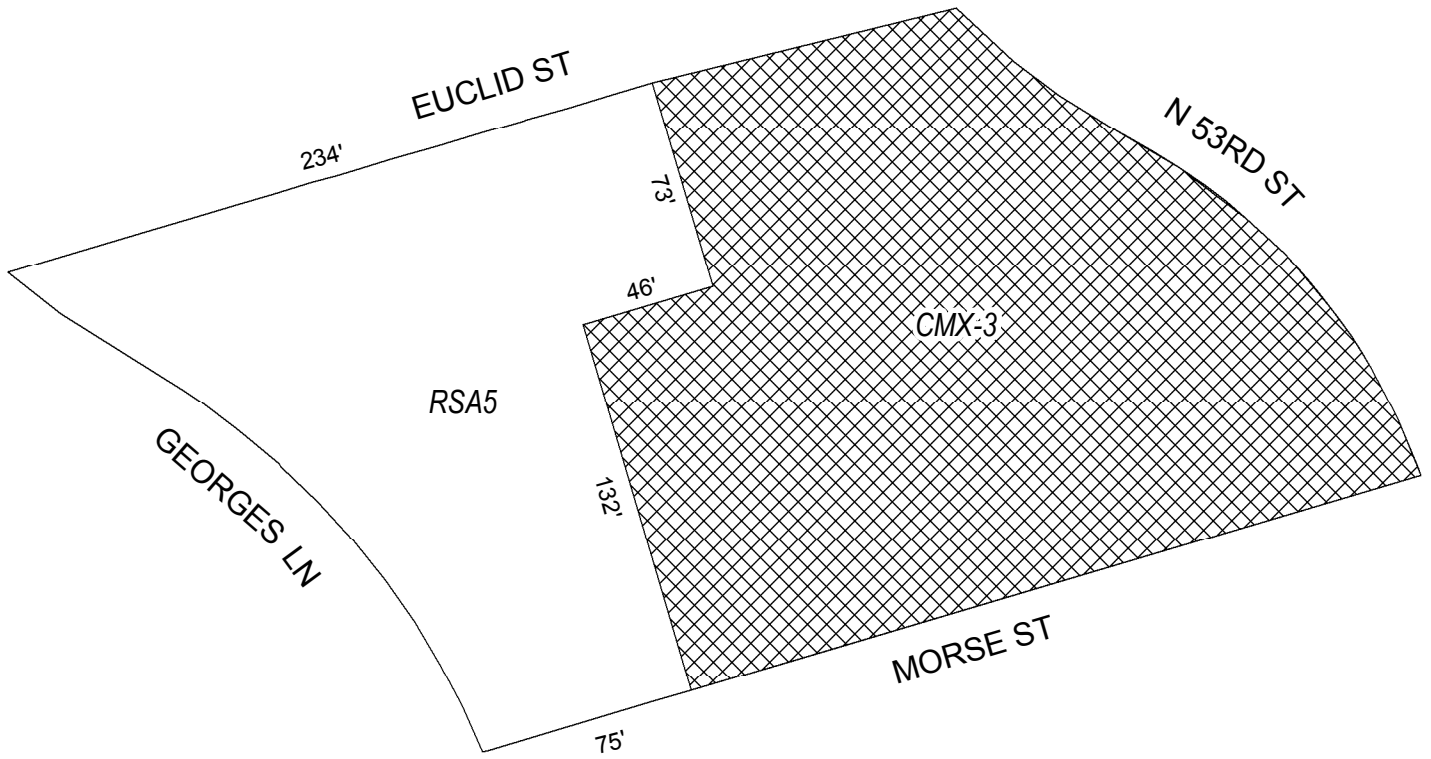 EUCLID ST
N 53RD ST
234'
73'
46'
CMX-3
RSA5
GEORGES LN
132'
MORSE ST
75'